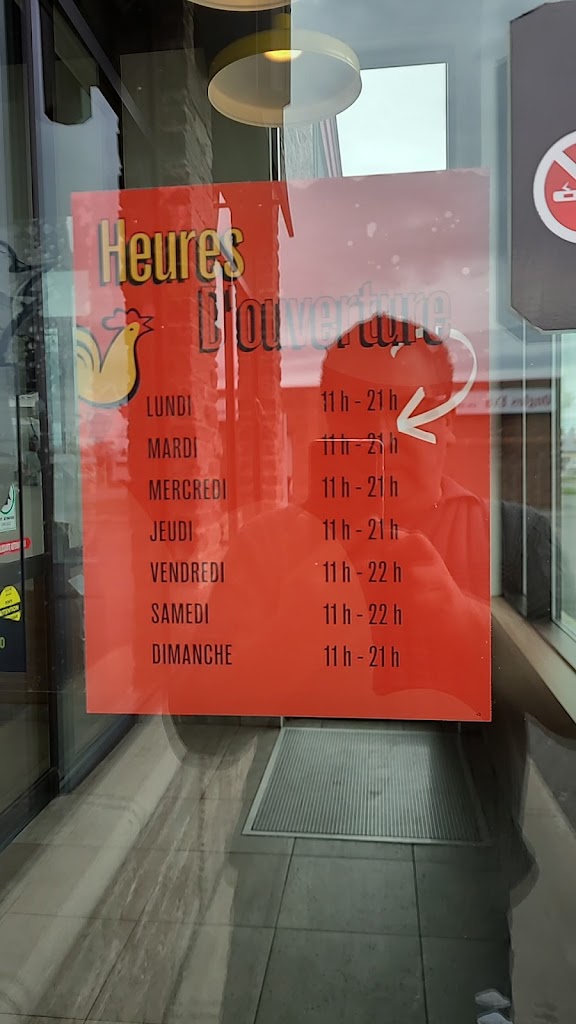 Heures
D'ouverture
LUNDI 11 h - 21 h
MARDI 11 h - 21 h
MERCREDI 11 h - 21 h
JEUDI 11 h - 21 h
VENDREDI 11 h - 22 h
SAMEDI 11 h - 22 h
DIMANCHE 11 h - 21 h
ATTENTION